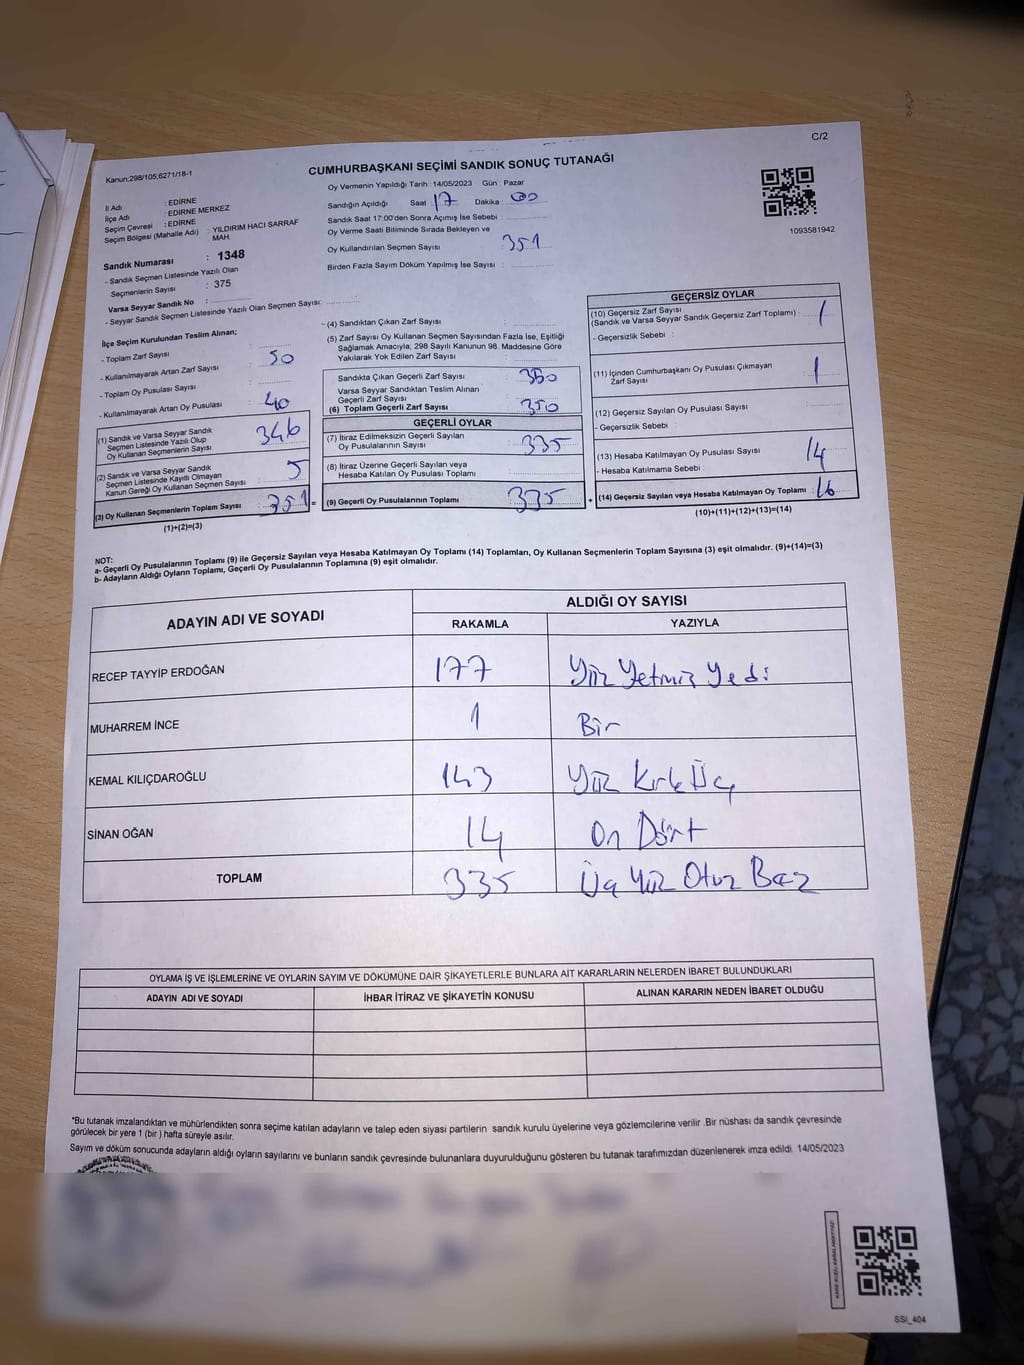 C/2
Kanun;298/105,6271/18-1
CUMHURBAŞKANI SEÇİMİ SANDIK SONUÇ TUTANAĞI
Oy Vermenin Yapıldığı Tarih : 14/05/2023 Gün : Pazar
Sandığın Açıldığı Saat : 17 Dakika : 00
Sandık Saat 17:00'den Sonra Açımış İse Sebebi :
Oy Verme Saati Bitiminde Sırada Bekleyen ve
Oy Kullandırılan Seçmen Sayısı : 351
Birden Fazla Sayım Döküm Yapılmış İse Sayısı :
1093581942
İl Adı : EDİRNE
İlçe Adı : EDİRNE MERKEZ
Seçim Çevresi : EDİRNE
Seçim Bölgesi (Mahalle Adı) : YILDIRIM HACI SARRAF
MAH.
Sandık Numarası : 1348
- Sandık Seçmen Listesinde Yazılı Olan
Seçmenlerin Sayısı : 375
Varsa Seyyar Sandık No :
- Seyyar Sandık Seçmen Listesinde Yazılı Olan Seçmen Sayısı:
İlçe Seçim Kurulundan Teslim Alınan;
- Toplam Zarf Sayısı :
- Kullanılmayarak Artan Zarf Sayısı : 50
- Toplam Oy Pusulası Sayısı :
- Kullanılmayarak Artan Oy Pusulası : 40
(1) Sandık ve Varsa Seyyar Sandık
Seçmen Listesinde Yazılı Olup
Oy Kullanan Seçmenlerin Sayısı : 346
(2) Sandık ve Varsa Seyyar Sandık
Seçmen Listesinde Kayıtlı Olmayan
Kanun Gereği Oy Kullanan Seçmen Sayısı : 5
(3) Oy Kullanan Seçmenlerin Toplam Sayısı : 351 =
(1)+(2)=(3)
- (4) Sandıktan Çıkan Zarf Sayısı :
(5) Zarf Sayısı Oy Kullanan Seçmen Sayısından Fazla İse, Eşitliği
Sağlamak Amacıyla; 298 Sayılı Kanunun 98. Maddesine Göre
Yakılarak Yok Edilen Zarf Sayısı :
Sandıkta Çıkan Geçerli Zarf Sayısı : 350
Varsa Seyyar Sandıktan Teslim Alınan
Geçerli Zarf Sayısı :
(6) Toplam Geçerli Zarf Sayısı : 350
GEÇERLİ OYLAR
(7) İtiraz Edilmeksizin Geçerli Sayılan
Oy Pusulalarının Sayısı : 335
(8) İtiraz Üzerine Geçerli Sayılan veya
Hesaba Katılan Oy Pusulası Toplamı :
(9) Geçerli Oy Pusulalarının Toplamı : 335 +
GEÇERSİZ OYLAR
(10) Geçersiz Zarf Sayısı
(Sandık ve Varsa Seyyar Sandık Geçersiz Zarf Toplamı) : 1
- Geçersizlik Sebebi :
(11) İçinden Cumhurbaşkanı Oy Pusulası Çıkmayan
Zarf Sayısı : 1
(12) Geçersiz Sayılan Oy Pusulası Sayısı :
- Geçersizlik Sebebi :
(13) Hesaba Katılmayan Oy Pusulası Sayısı : 14
- Hesaba Katılmama Sebebi :
(14) Geçersiz Sayılan veya Hesaba Katılmayan Oy Toplamı : 16
(10)+(11)+(12)+(13)=(14)
NOT:
a- Geçerli Oy Pusulalarının Toplamı (9) ile Geçersiz Sayılan veya Hesaba Katılmayan Oy Toplamı (14) Toplamları, Oy Kullanan Seçmenlerin Toplam Sayısına (3) eşit olmalıdır. (9)+(14)=(3)
b- Adayların Aldığı Oyların Toplamı, Geçerli Oy Pusulalarının Toplamına (9) eşit olmalıdır.
ADAYIN ADI VE SOYADI ALDIĞI OY SAYISI
RAKAMLA YAZIYLA
RECEP TAYYİP ERDOĞAN 177 Yüz Yetmiş Yedi
MUHARREM İNCE 1 Bir
KEMAL KILIÇDAROĞLU 143 Yüz Kırk Üç
SİNAN OĞAN 14 On Dört
TOPLAM 335 Üç Yüz Otuz Beş
OYLAMA İŞ VE İŞLEMLERİNE VE OYLARIN SAYIM VE DÖKÜMÜNE DAİR ŞİKAYETLERLE BUNLARA AİT KARARLARIN NELERDEN İBARET BULUNDUKLARI
ADAYIN ADI VE SOYADI İHBAR İTİRAZ VE ŞİKAYETİN KONUSU ALINAN KARARIN NEDEN İBARET OLDUĞU
*Bu tutanak imzalandıktan ve mühürlendikten sonra seçime katılan adayların ve talep eden siyasi partilerin sandık kurulu üyelerine veya gözlemcilerine verilir .Bir nüshası da sandık çevresinde
görülecek bir yere 1 (bir ) hafta süreyle asılır.
Sayım ve döküm sonucunda adayların aldığı oyların sayılarını ve bunların sandık çevresinde bulunanlara duyurulduğunu gösteren bu tutanak tarafımızdan düzenlenerek imza edildi. 14/05/2023
SSI_404